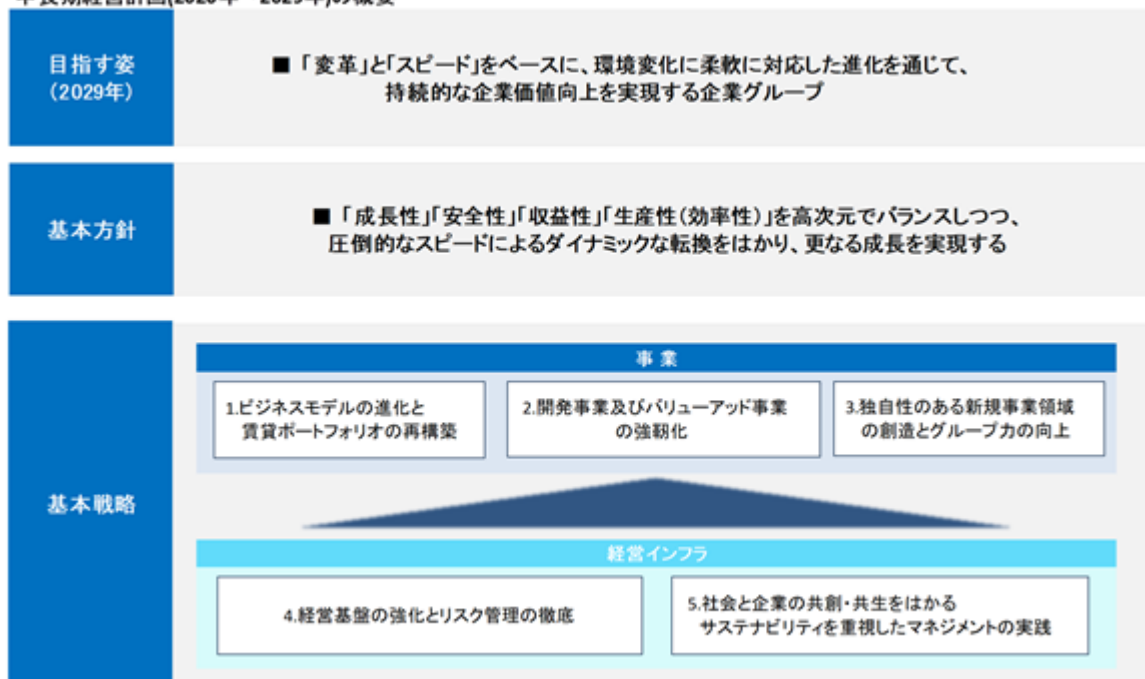 目指す姿
(2029年)
■「変革」と「スピード」をベースに、環境変化に柔軟に対応した進化を通じて、
持続的な企業価値向上を実現する企業グループ
基本方針
■「成長性」「安全性」「収益性」「生産性(効率性)」を高次元でバランスしつつ、
圧倒的なスピードによるダイナミックな転換をはかり、更なる成長を実現する
基本戦略
事 業
1.ビジネスモデルの進化と
賃貸ポートフォリオの再構築
2.開発事業及びバリューアッド事業
の強靭化
3.独自性のある新規事業領域
の創造とグループ力の向上
経営インフラ
4.経営基盤の強化とリスク管理の徹底
5.社会と企業の共創・共生をはかる
サステナビリティを重視したマネジメントの実践